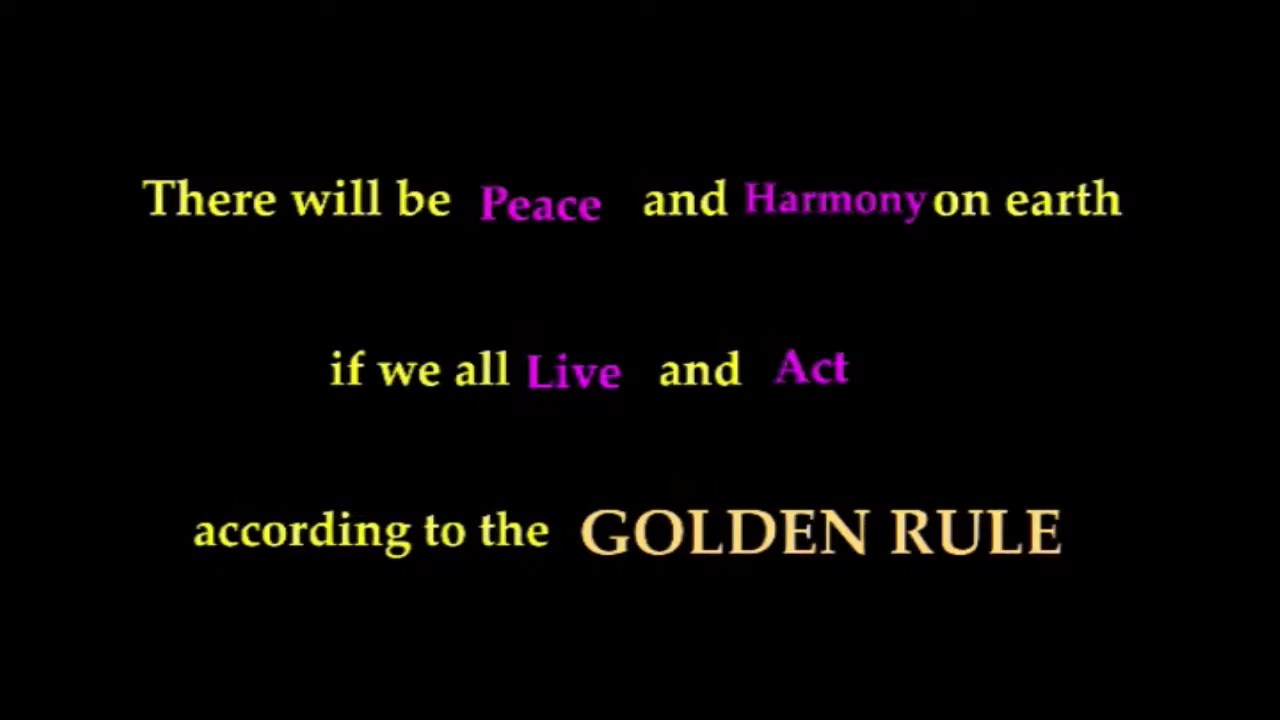 There will be Peace and Harmony on earth
if we all Live and Act
according to the GOLDEN RULE